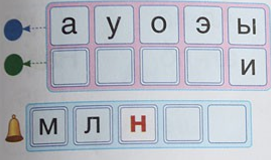 а у о э ы
и
м л н